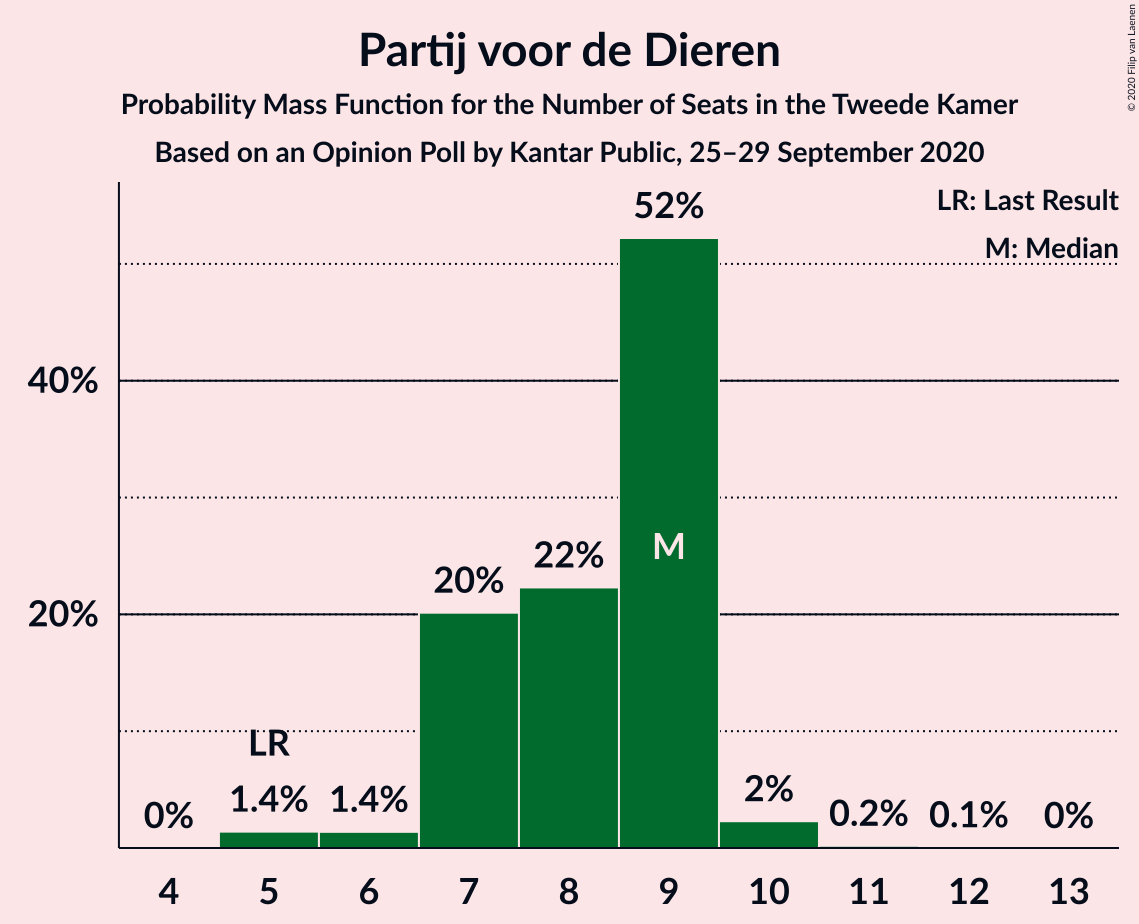 Partij voor de Dieren
Probability Mass Function for the Number of Seats in the Tweede Kamer
Based on an Opinion Poll by Kantar Public, 25–29 September 2020
© 2020 Filip van Laenen
LR: Last Result
M: Median
52%
40%
M
22%
20%
20%
LR
1.4%
1.4%
0%
2%
0.2%
0.1%
0%
4 5 6 7 8 9 10 11 12 13